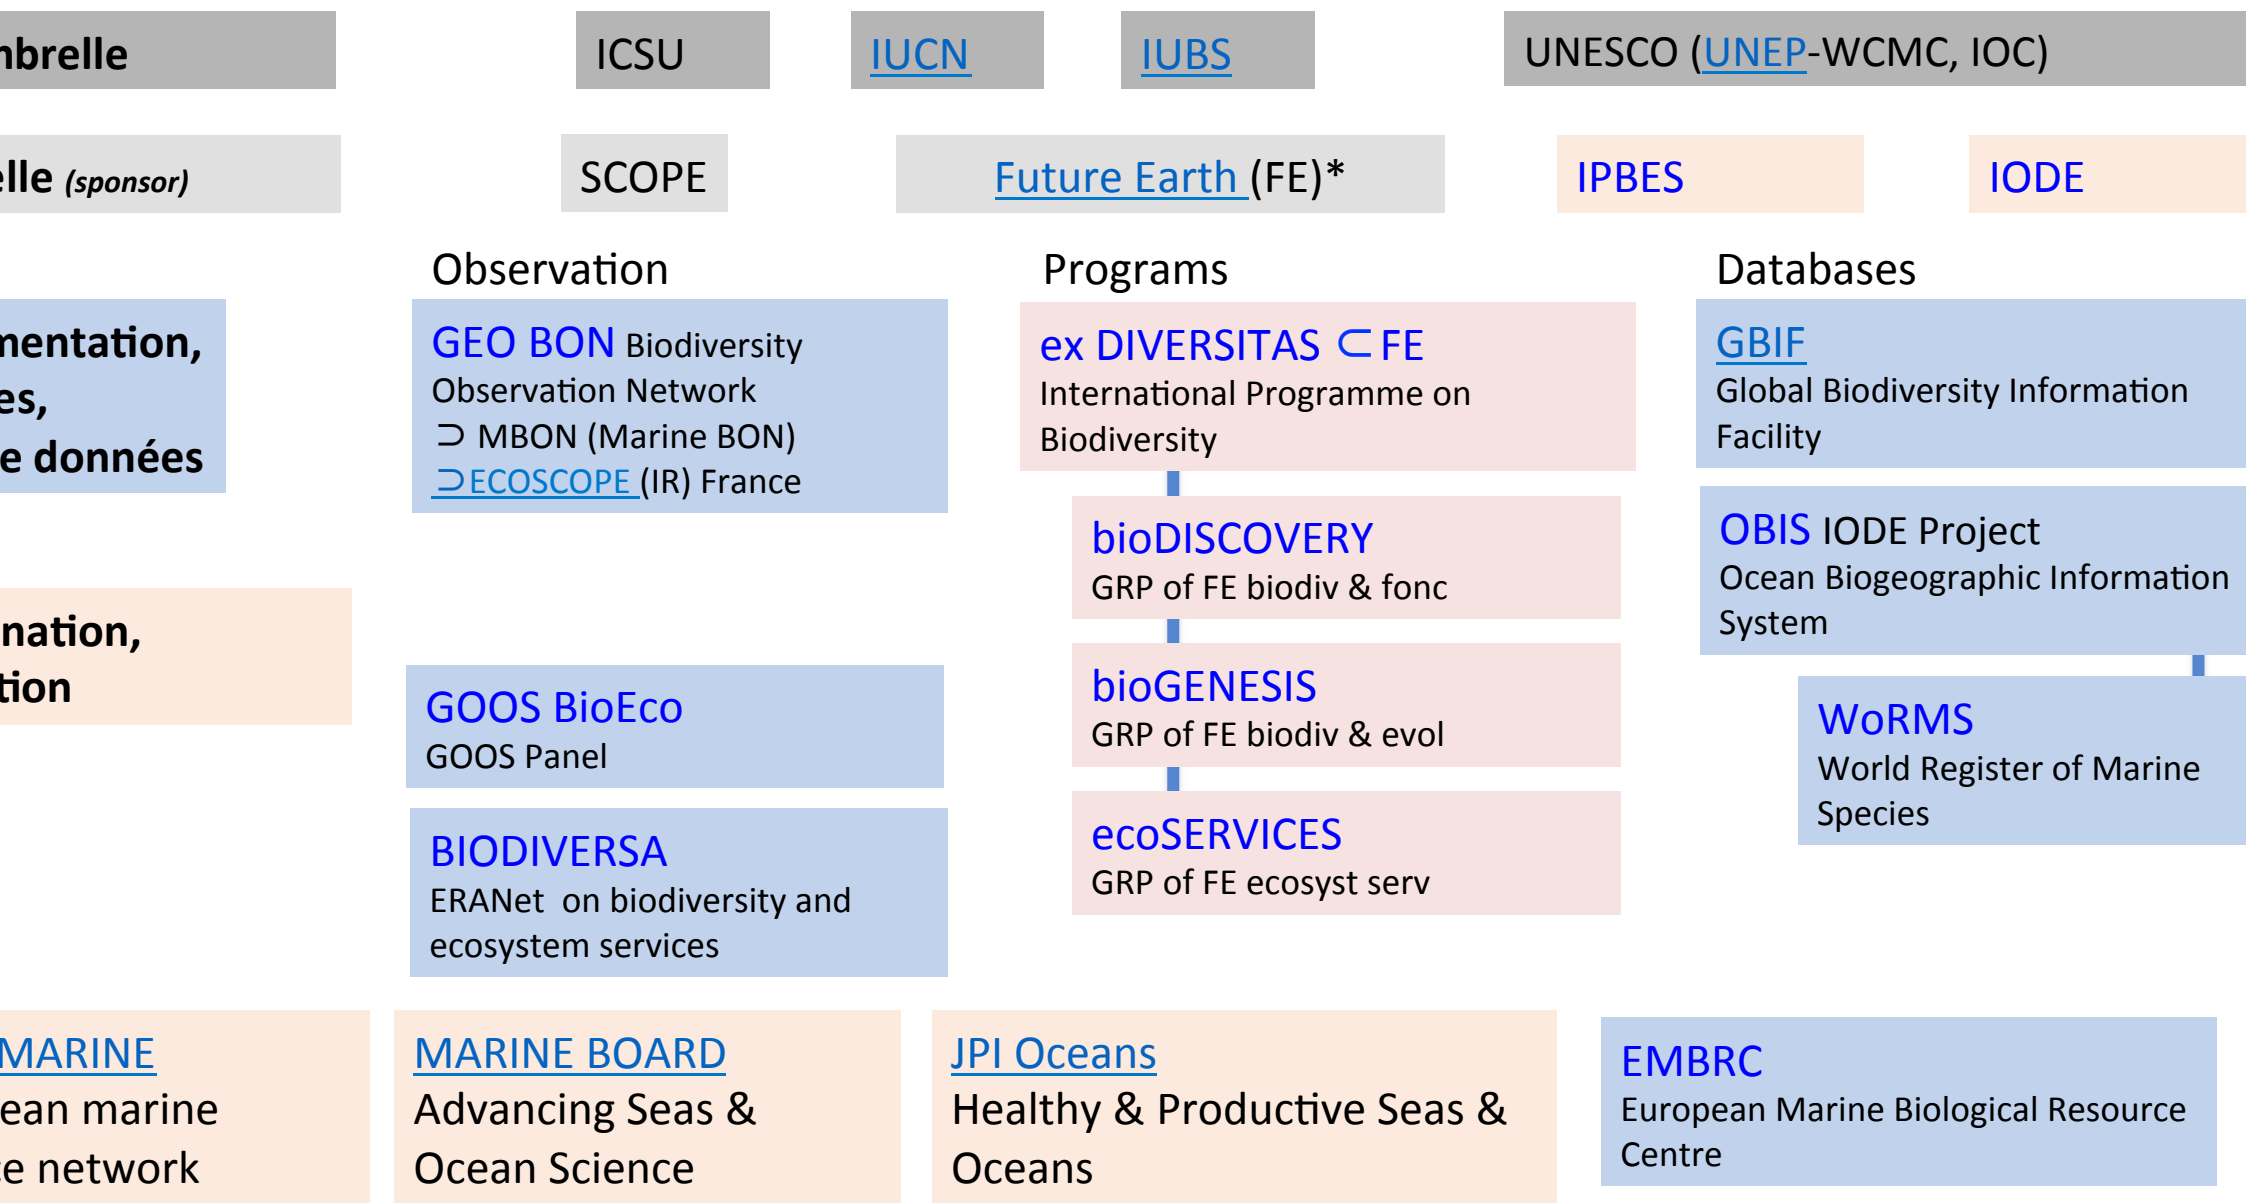 nbrelle
ICSU
IUCN
IUBS
UNESCO (UNEP-WCMC, IOC)
elle (sponsor)
SCOPE
Future Earth (FE)*
IPBES
IODE
mentation,
es,
e données
nation,
tion
Observation
GEO BON Biodiversity
Observation Network
⊃ MBON (Marine BON)
⊃ECOSCOPE (IR) France
GOOS BioEco
GOOS Panel
BIODIVERSA
ERANet on biodiversity and
ecosystem services
Programs
ex DIVERSITAS ⊂ FE
International Programme on
Biodiversity
bioDISCOVERY
GRP of FE biodiv & fonc
bioGENESIS
GRP of FE biodiv & evol
ecoSERVICES
GRP of FE ecosyst serv
Databases
GBIF
Global Biodiversity Information
Facility
OBIS IODE Project
Ocean Biogeographic Information
System
WoRMS
World Register of Marine
Species
MARINE
ean marine
ce network
MARINE BOARD
Advancing Seas &
Ocean Science
JPI Oceans
Healthy & Productive Seas &
Oceans
EMBRC
European Marine Biological Resource
Centre